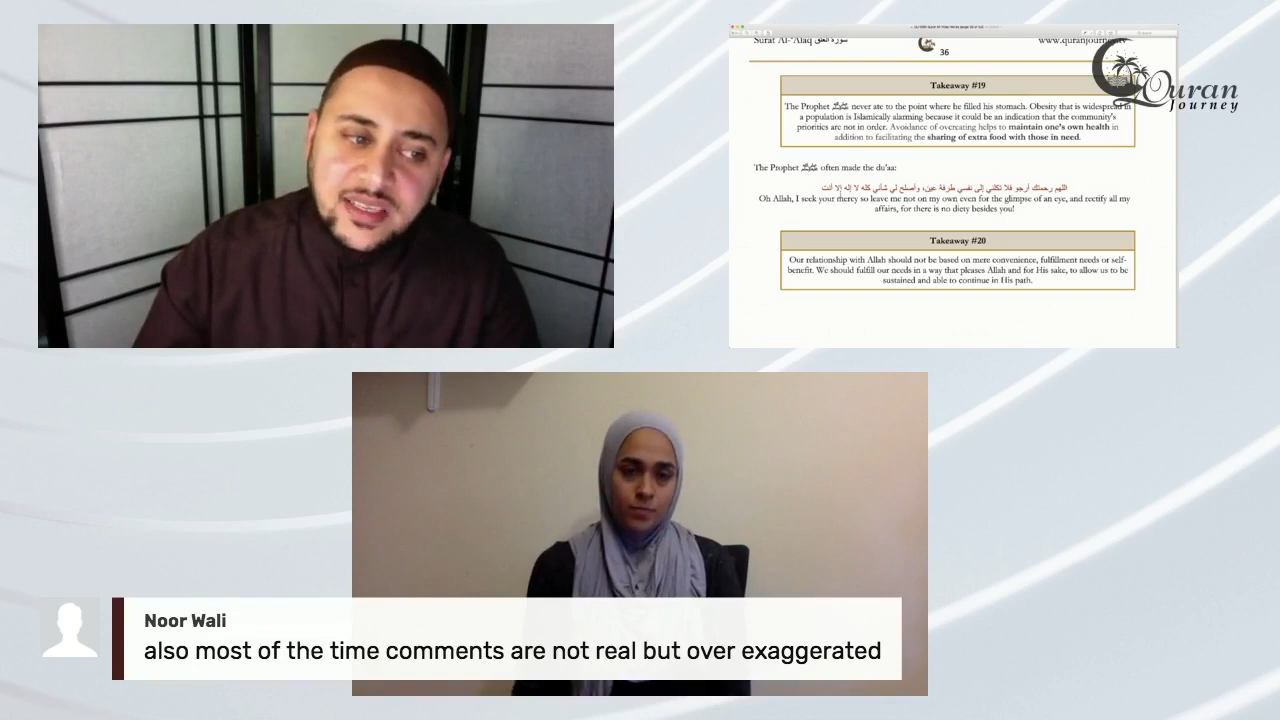 Surat Al-‘Alaq سورة العلق
36
Takeaway #19
The Prophet ﷺ never ate to the point where he filled his stomach. Obesity that is widespread in
a population is Islamically alarming because it could be an indication that the community's
priorities are not in order. Avoidance of overeating helps to maintain one's own health in
addition to facilitating the sharing of extra food with those in need.
Quran
Journey
The Prophet ﷺ often made the du'aa:
اللهم رحمتك أرجو فلا تكلني إلى نفسي طرفة عين، وأصلح لي شأني كله لا إله إلا أنت
Oh Allah, I seek your mercy so leave me not on my own even for the glimpse of an eye, and rectify all my
affairs, for there is no diety besides you!
Takeaway #20
Our relationship with Allah should not be based on mere convenience, fulfillment needs or self-
benefit. We should fulfill our needs in a way that pleases Allah and for His sake, to allow us to be
sustained and able to continue in His path.
Noor Wali
also most of the time comments are not real but over exaggerated